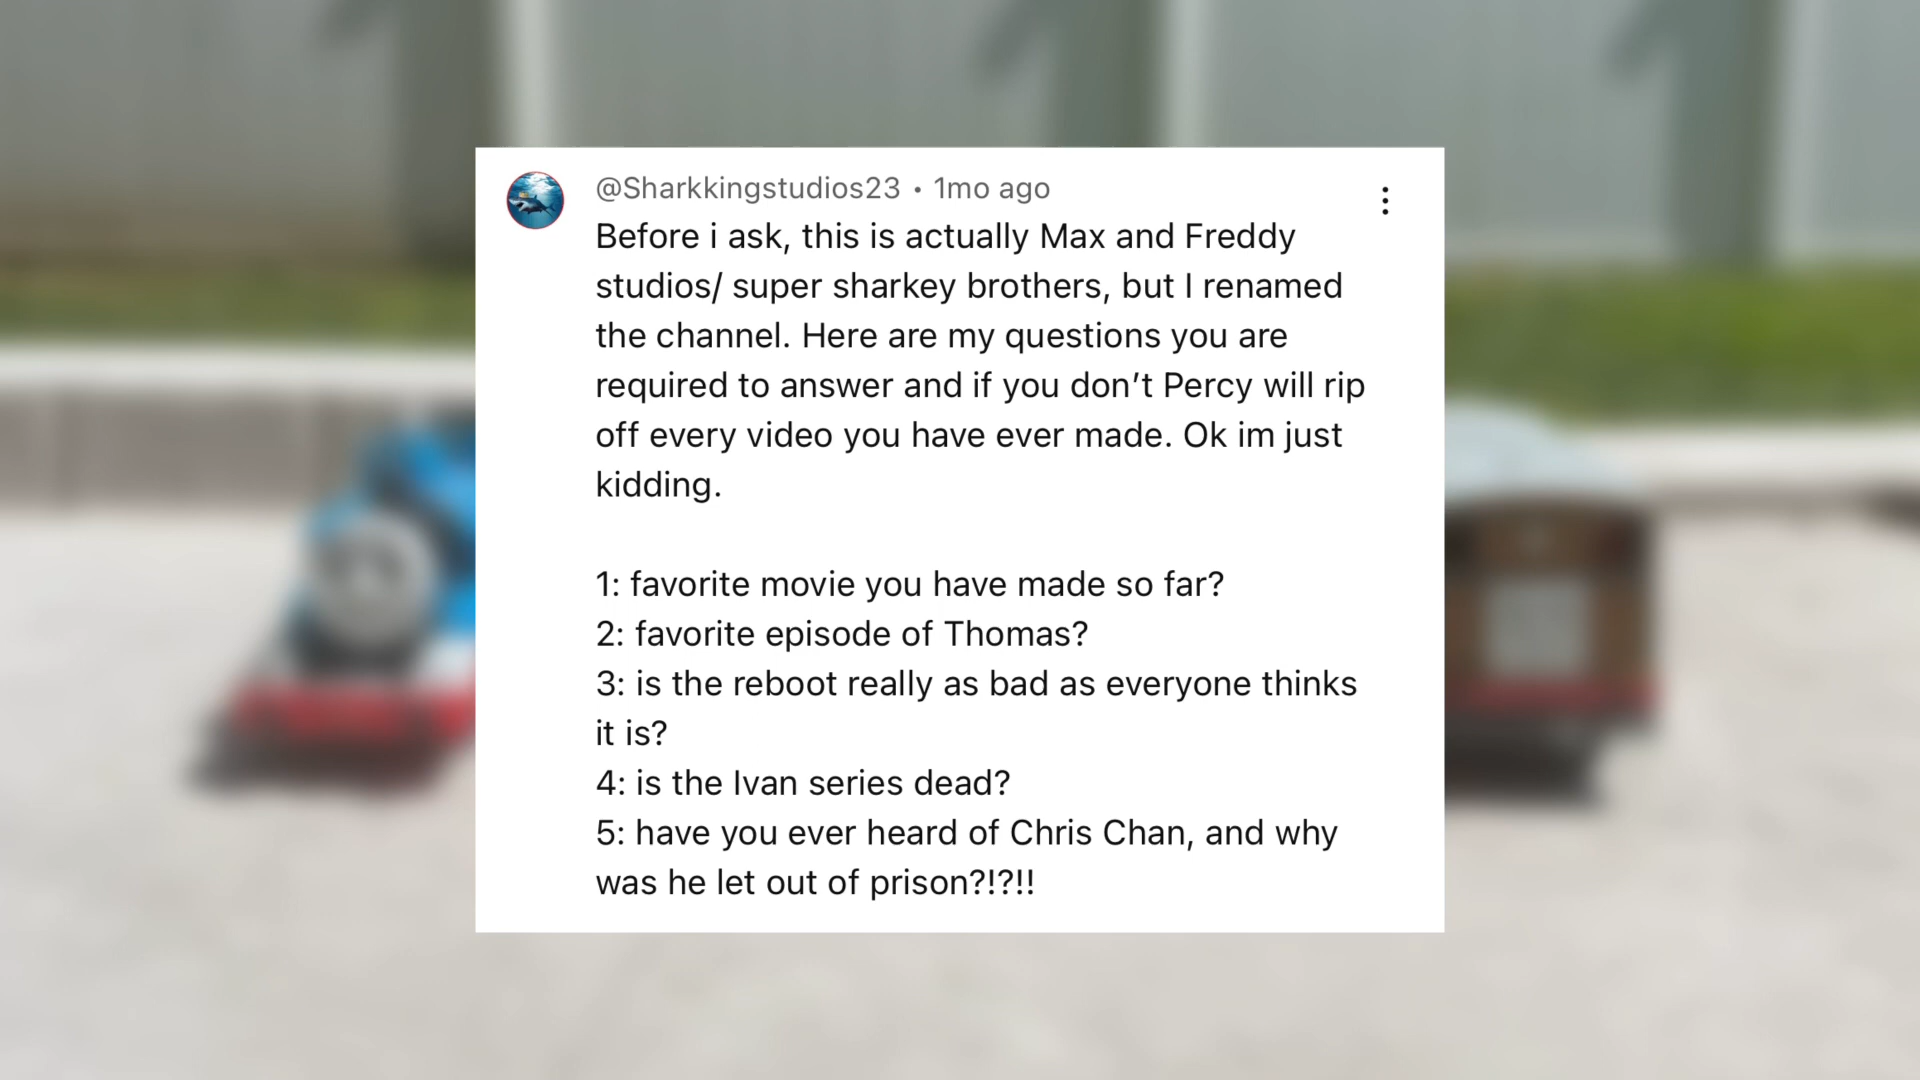 @Sharkkingstudios23 • 1mo ago
Before i ask, this is actually Max and Freddy
studios/ super sharkey brothers, but I renamed
the channel. Here are my questions you are
required to answer and if you don’t Percy will rip
off every video you have ever made. Ok im just
kidding.
1: favorite movie you have made so far?
2: favorite episode of Thomas?
3: is the reboot really as bad as everyone thinks
it is?
4: is the Ivan series dead?
5: have you ever heard of Chris Chan, and why
was he let out of prison?!?!!